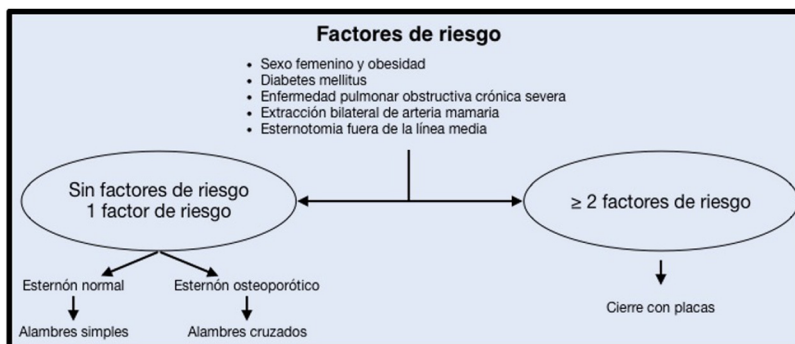 Factores de riesgo
• Sexo femenino y obesidad
• Diabetes mellitus
• Enfermedad pulmonar obstructiva crónica severa
• Extracción bilateral de arteria mamaria
• Esternotomia fuera de la línea media
Sin factores de riesgo
1 factor de riesgo
≥ 2 factores de riesgo
Esternón normal
Esternón osteoporótico
Alambres simples
Alambres cruzados
Cierre con placas